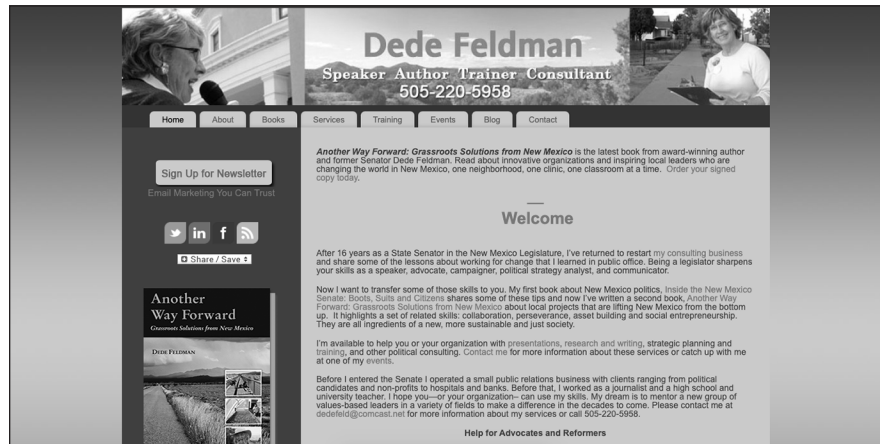 Dede Feldman
Speaker Author Trainer Consultant
505-220-5958
Home About Books Services Training Events Blog Contact
Sign Up for Newsletter
Email Marketing You Can Trust
in f
Share / Save
Another
Way Forward
Grassroots Solutions from New Mexico
DEDE FELDMAN
Another Way Forward: Grassroots Solutions from New Mexico is the latest book from award-winning author
and former Senator Dede Feldman. Read about innovative organizations and inspiring local leaders who are
changing the world in New Mexico, one neighborhood, one clinic, one classroom at a time. Order your signed
copy today.
Welcome
After 16 years as a State Senator in the New Mexico Legislature, I've returned to restart my consulting business
and share some of the lessons about working for change that I learned in public office. Being a legislator sharpens
your skills as a speaker, advocate, campaigner, political strategy analyst, and communicator.
Now I want to transfer some of those skills to you. My first book about New Mexico politics, Inside the New Mexico
Senate: Boots, Suits and Citizens shares some of these tips and now I've written a second book, Another Way
Forward: Grassroots Solutions from New Mexico about local projects that are lifting New Mexico from the bottom
up. It highlights a set of related skills: collaboration, perseverance, asset building and social entrepreneurship.
They are all ingredients of a new, more sustainable and just society.
I'm available to help you or your organization with presentations, research and writing, strategic planning and
training, and other political consulting. Contact me for more information about these services or catch up with me
at one of my events.
Before I entered the Senate I operated a small public relations business with clients ranging from political
candidates and non-profits to hospitals and banks. Before that, I worked as a journalist and a high school and
university teacher. I hope you—or your organization– can use my skills. My dream is to mentor a new group of
values-based leaders in a variety of fields to make a difference in the decades to come. Please contact me at
dedefeld@comcast.net for more information about my services or call 505-220-5958.
Help for Advocates and Reformers